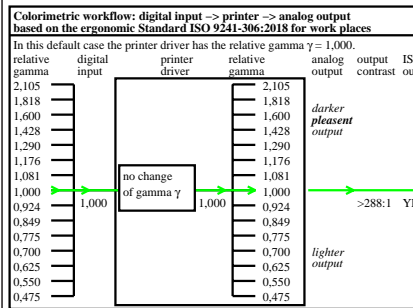 Colorimetric workflow: digital input –> printer –> analog output
based on the ergonomic Standard ISO 9241-306:2018 for work places
In this default case the printer driver has the relative gamma γ = 1,000.
relative digital printer relative analog output
gamma input driver gamma output contrast
2,105 2,105
1,818 1,818 darker
1,600 1,600 pleasent
1,428 1,428 output
1,290 1,290
1,176 1,176
1,081 no change 1,081
1,000 of gamma γ 1,000
0,924 1,000 1,000 0,924 >288:1
0,849 0,849
0,775 0,775
0,700 0,700 lighter
0,625 0,625 output
0,550 0,550
0,475 0,475